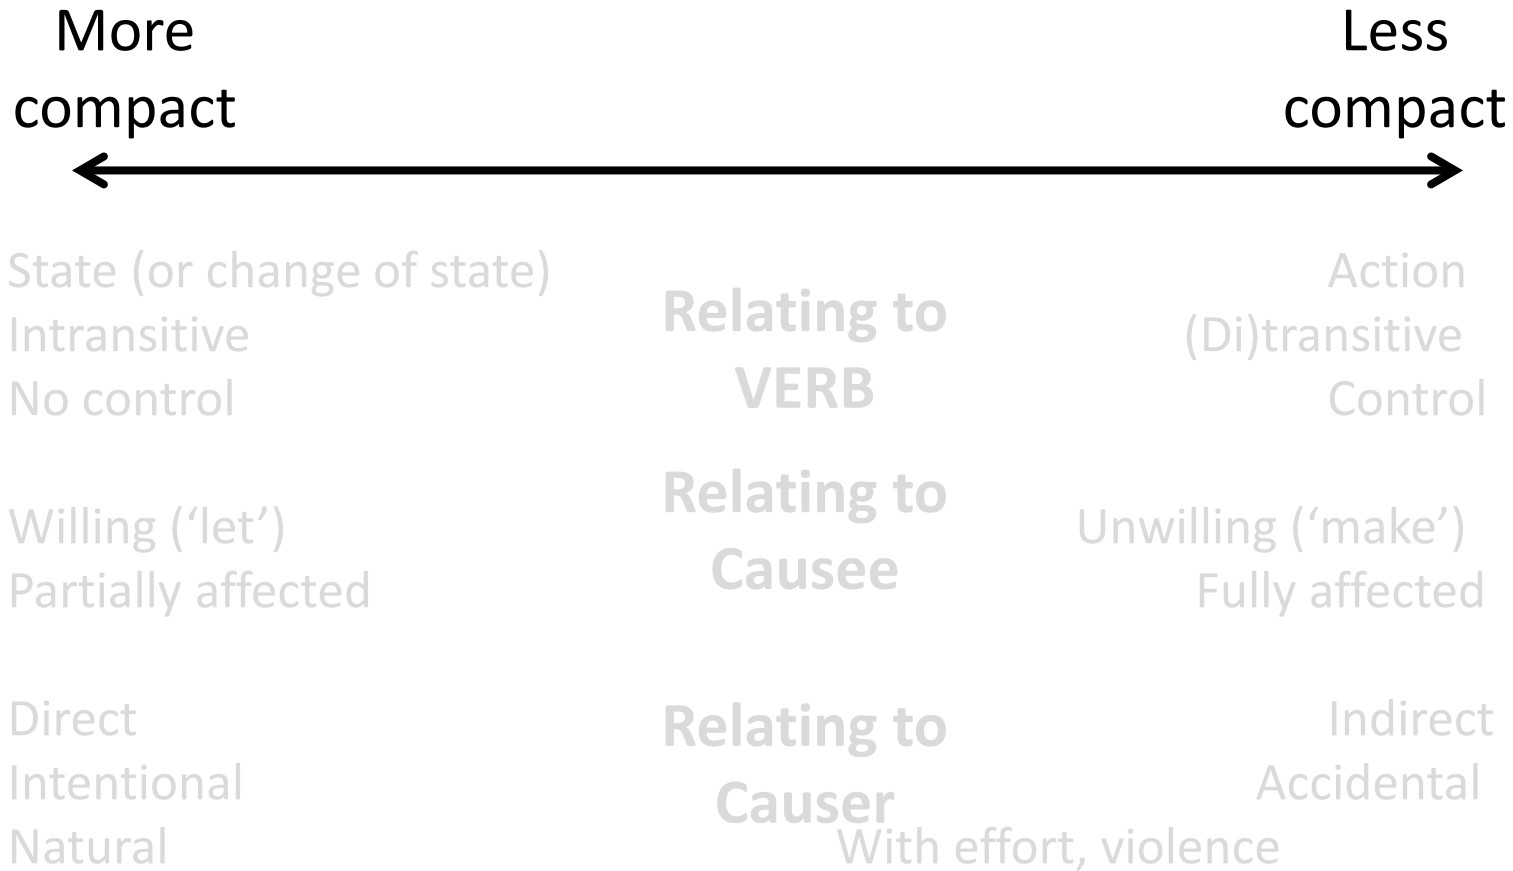 More
compact
Less
compact
State (or change of state)
Intransitive
No control
Relating to
VERB
Action
(Di)transitive
Control
Willing (‘let’)
Partially affected
Relating to
Causee
Unwilling (‘make’)
Fully affected
Direct
Intentional
Natural
Relating to
Causer
Indirect
Accidental
With effort, violence